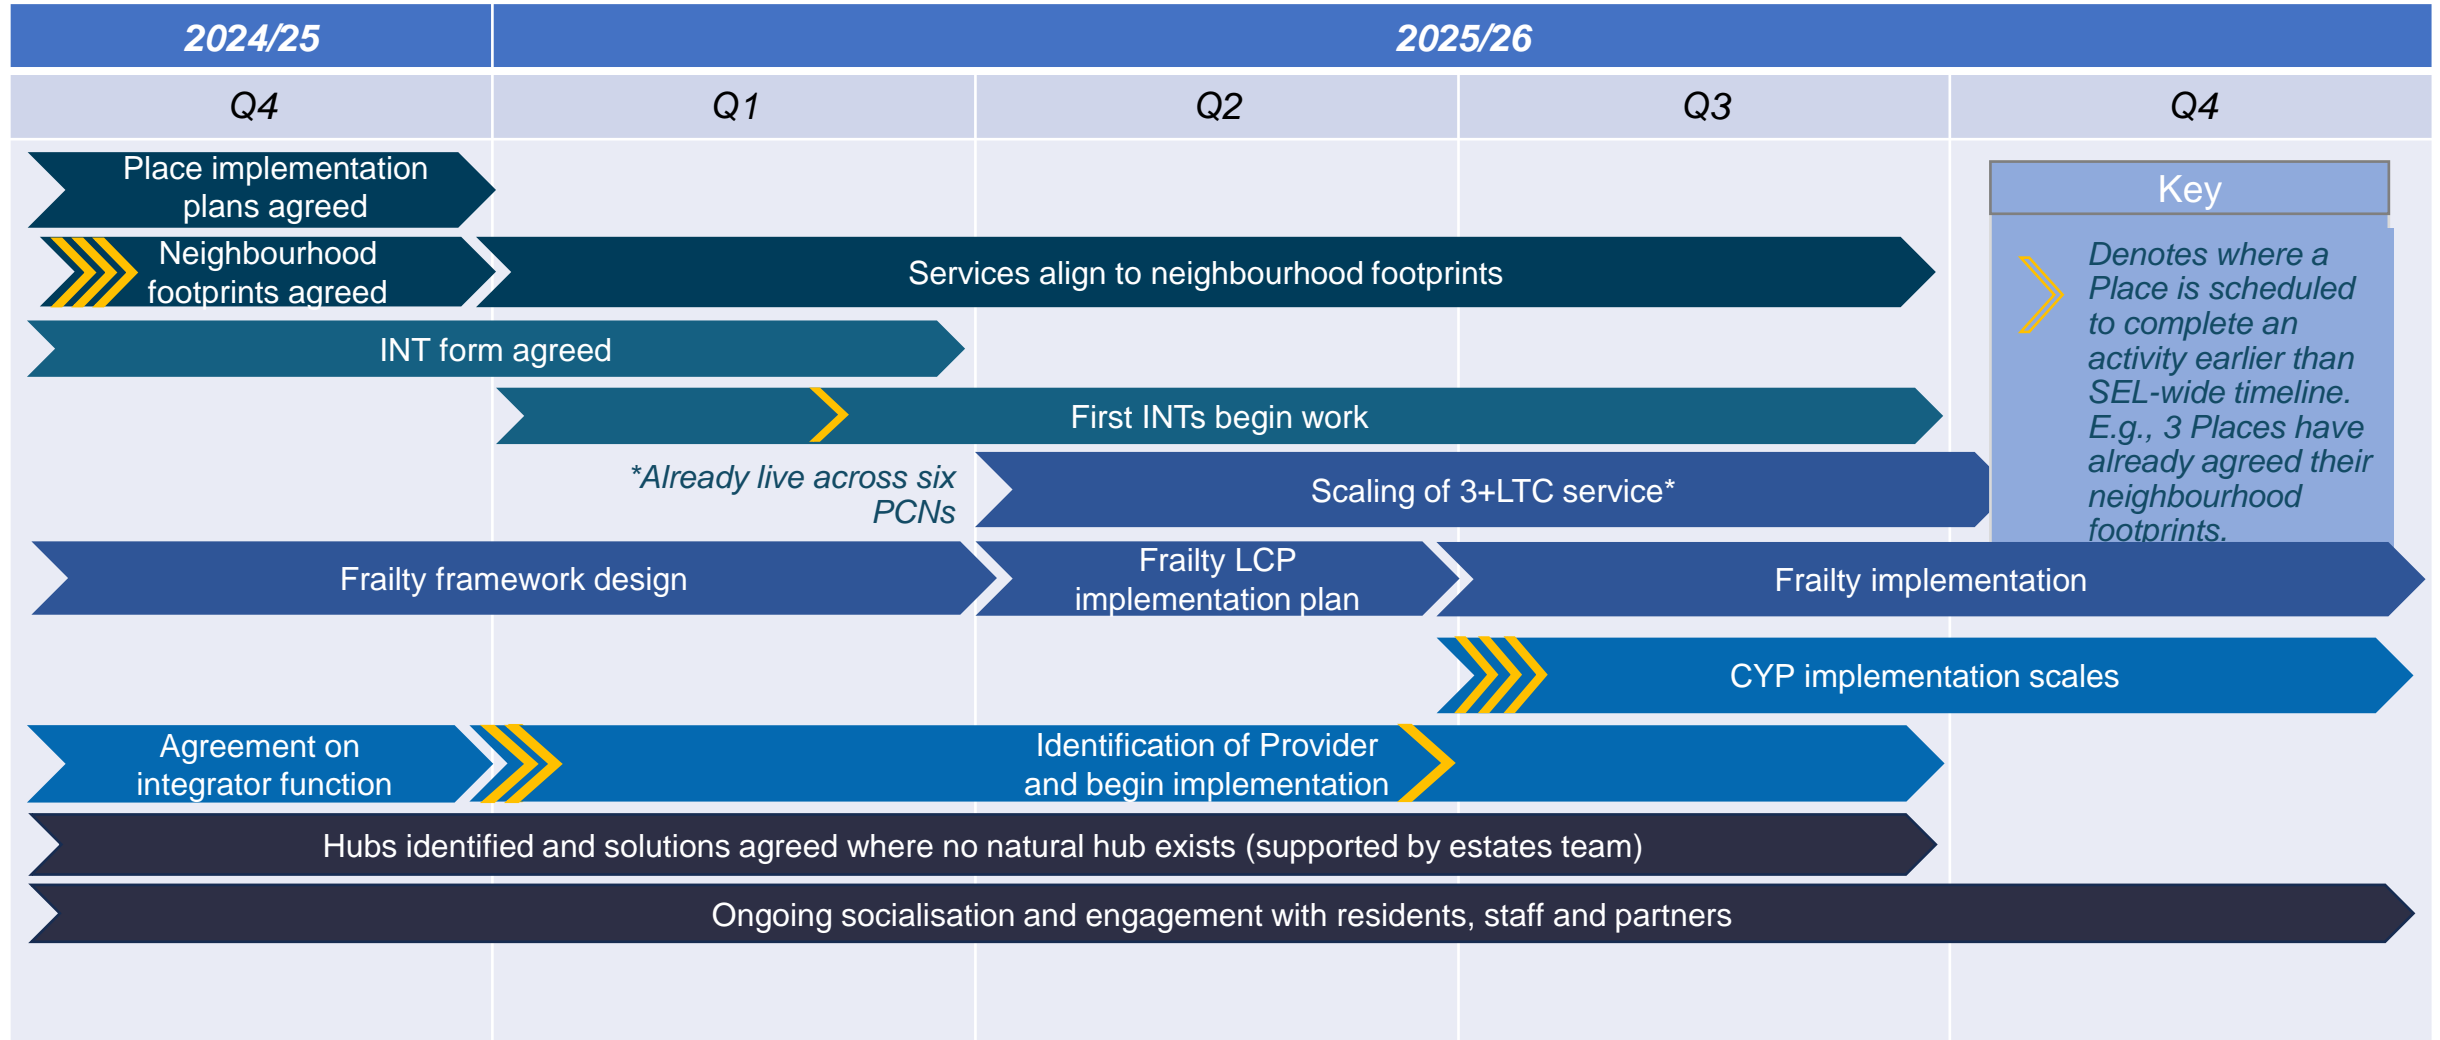 2024/25
2025/26
Q4
Q1
Q2
Q3
Q4
Place implementation
plans agreed
Neighbourhood
footprints agreed
Services align to neighbourhood footprints
INT form agreed
First INTs begin work
*Already live across six
PCNs
Scaling of 3+LTC service*
Key
Denotes where a
Place is scheduled
to complete an
activity earlier than
SEL-wide timeline.
E.g., 3 Places have
already agreed their
neighbourhood
footprints.
Frailty framework design
Frailty LCP
implementation plan
Frailty implementation
CYP implementation scales
Agreement on
integrator function
Identification of Provider
and begin implementation
Hubs identified and solutions agreed where no natural hub exists (supported by estates team)
Ongoing socialisation and engagement with residents, staff and partners